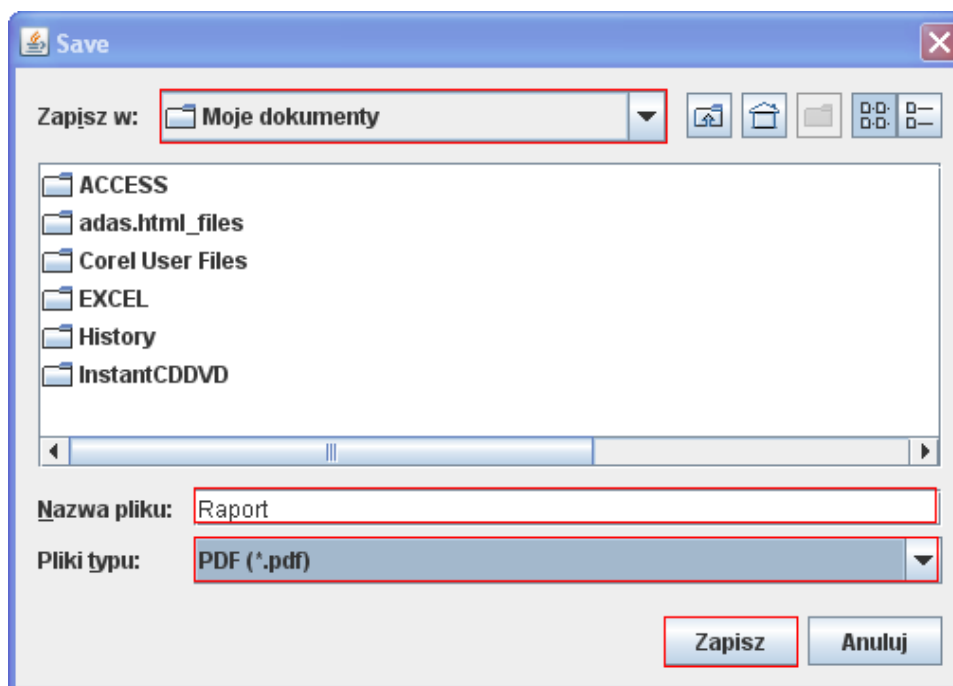 Save
Zapisz w: Moje dokumenty
ACCESS
adas.html_files
Corel User Files
EXCEL
History
InstantCDDVD
Nazwa pliku: Raport
Pliki typu: PDF (*.pdf)
Zapisz Anuluj